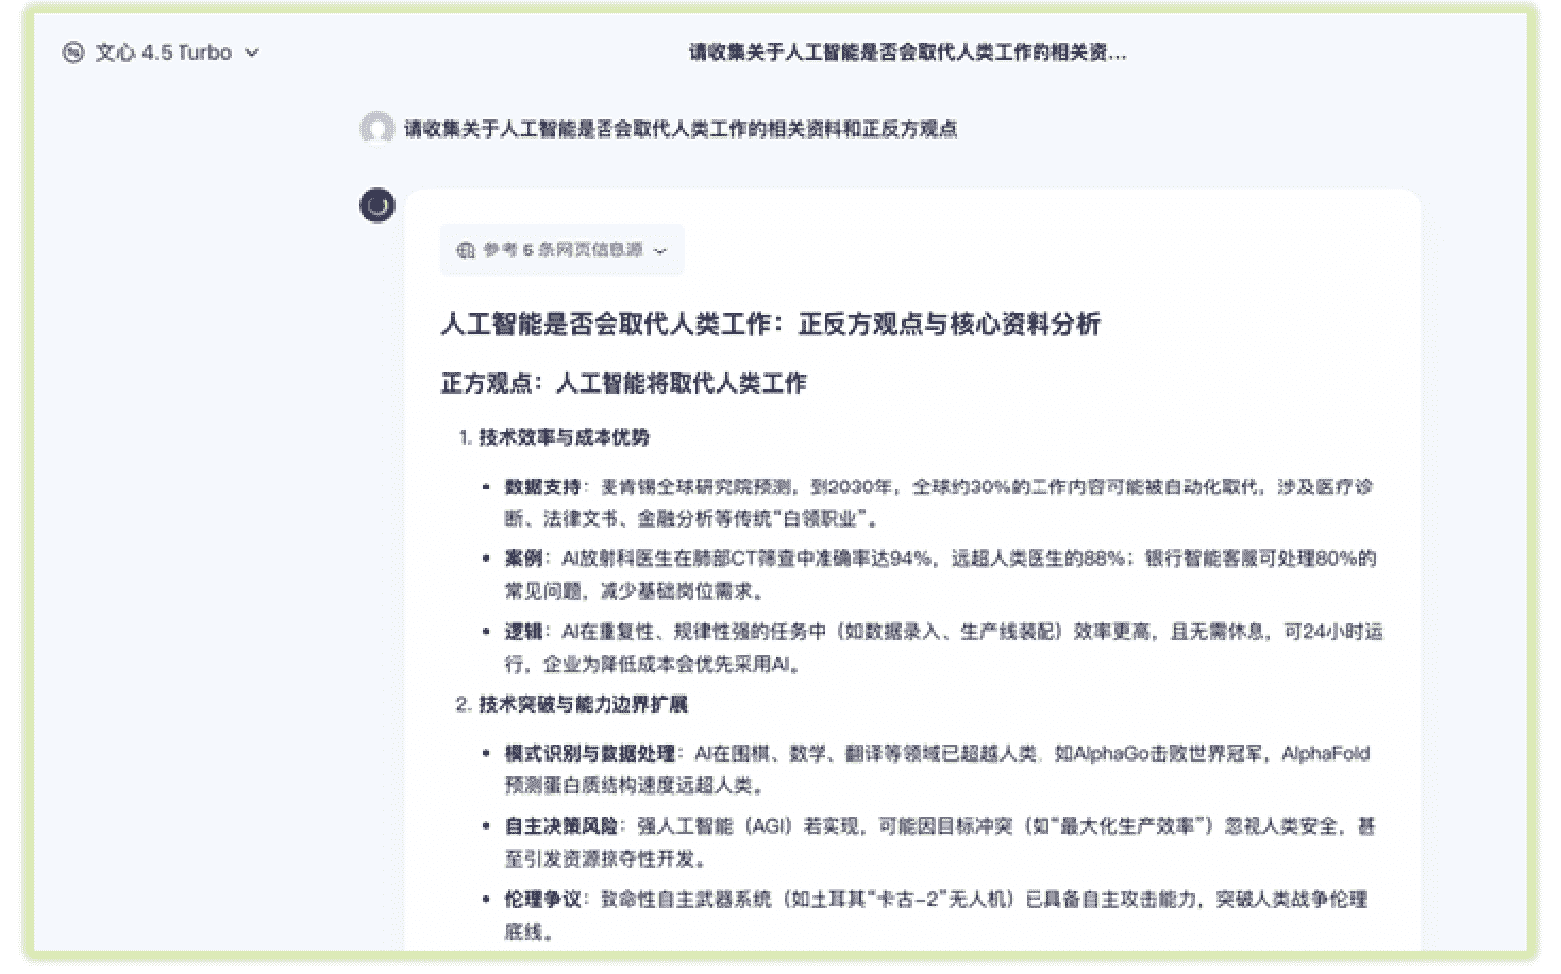 文心 4.5 Turbo
请收集关于人工智能是否会取代人类工作的相关资...
请收集关于人工智能是否会取代人类工作的相关资料和正反方观点
参考 6 条网页信息源
人工智能是否会取代人类工作：正反方观点与核心资料分析
正方观点：人工智能将取代人类工作
1. 技术效率与成本优势
• 数据支持：麦肯锡全球研究院预测，到2030年，全球约30%的工作内容可能被自动化取代，涉及医疗诊
断、法律文书、金融分析等传统“白领职业”。
• 案例：AI放射科医生在肺部CT筛查中准确率达94%，远超人类医生的88%；银行智能客服可处理80%的
常见问题，减少基础岗位需求。
• 逻辑：AI在重复性、规律性强的任务中（如数据录入、生产线装配）效率更高，且无需休息，可24小时运
行，企业为降低成本会优先采用AI。
2. 技术突破与能力边界扩展
• 模式识别与数据处理：AI在围棋、数学、翻译等领域已超越人类，如AlphaGo击败世界冠军，AlphaFold
预测蛋白质结构速度远超人类。
• 自主决策风险：强人工智能（AGI）若实现，可能因目标冲突（如“最大化生产效率”）忽视人类安全，甚
至引发资源掠夺性开发。
• 伦理争议：致命性自主武器系统（如土耳其“卡古-2”无人机）已具备自主攻击能力，突破人类战争伦理
底线。